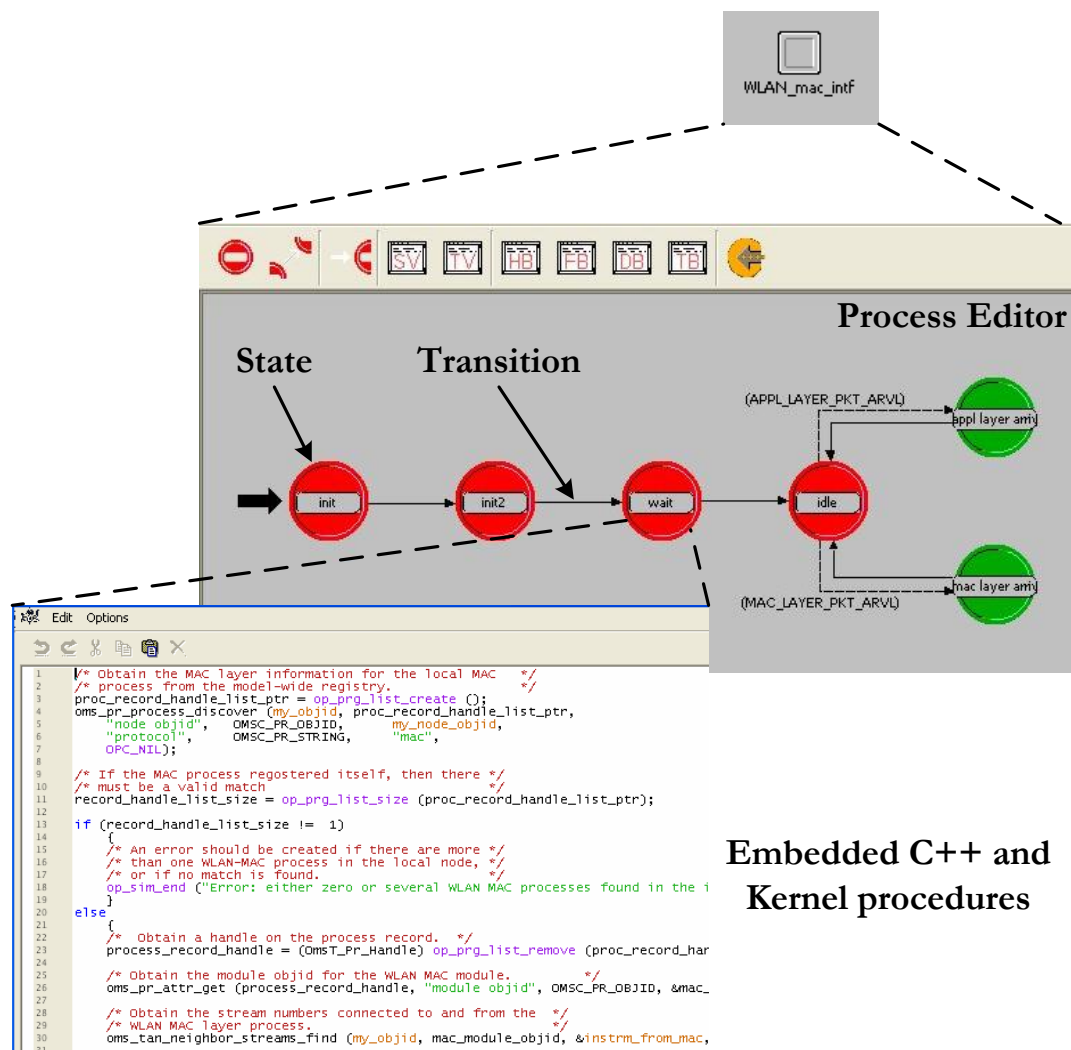 WLAN_mac_intf
SV TV HB FB DB TB
Process Editor
State Transition
(APPL_LAYER_PKT_ARVL)
appl layer arriv
init init2 wait idle
mac layer arriv
(MAC_LAYER_PKT_ARVL)
Edit Options
1 /* Obtain the MAC layer information for the local MAC */
2 /* process from the model-wide registry. */
3 proc_record_handle_list_ptr = op_prg_list_create ();
4 oms_pr_process_discover (my_objid, proc_record_handle_list_ptr,
5 "node objid", OMSC_PR_OBJID, my_node_objid,
6 "protocol", OMSC_PR_STRING, "mac",
7 OPC_NIL);
8
9 /* If the MAC process regostered itself, then there */
10 /* must be a valid match */
11 record_handle_list_size = op_prg_list_size (proc_record_handle_list_ptr);
12
13 if (record_handle_list_size != 1)
14 {
15 /* An error should be created if there are more */
16 /* than one WLAN-MAC process in the local node, */
17 /* or if no match is found. */
18 op_sim_end ("Error: either zero or several WLAN MAC processes found in the i
19 }
20 else
21 {
22 /* Obtain a handle on the process record. */
23 process_record_handle = (OmsT_Pr_Handle) op_prg_list_remove (proc_record_har
24
25 /* Obtain the module objid for the WLAN MAC module. */
26 oms_pr_attr_get (process_record_handle, "module objid", OMSC_PR_OBJID, &mac_
27
28 /* Obtain the stream numbers connected to and from the */
29 /* WLAN MAC layer process. */
30 oms_tan_neighbor_streams_find (my_objid, mac_module_objid, &instrm_from_mac,
Embedded C++ and
Kernel procedures